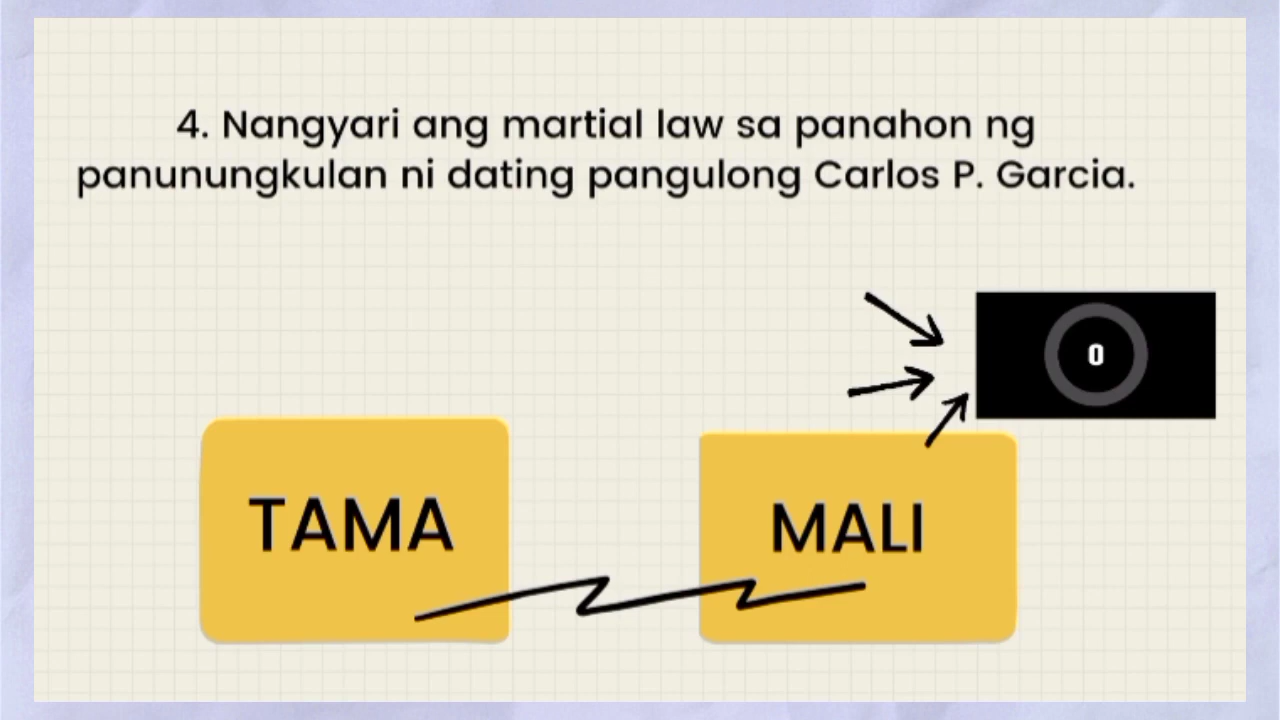 4. Nangyari ang martial law sa panahon ng
panunungkulan ni dating pangulong Carlos P. Garcia.
0
TAMA
MALI